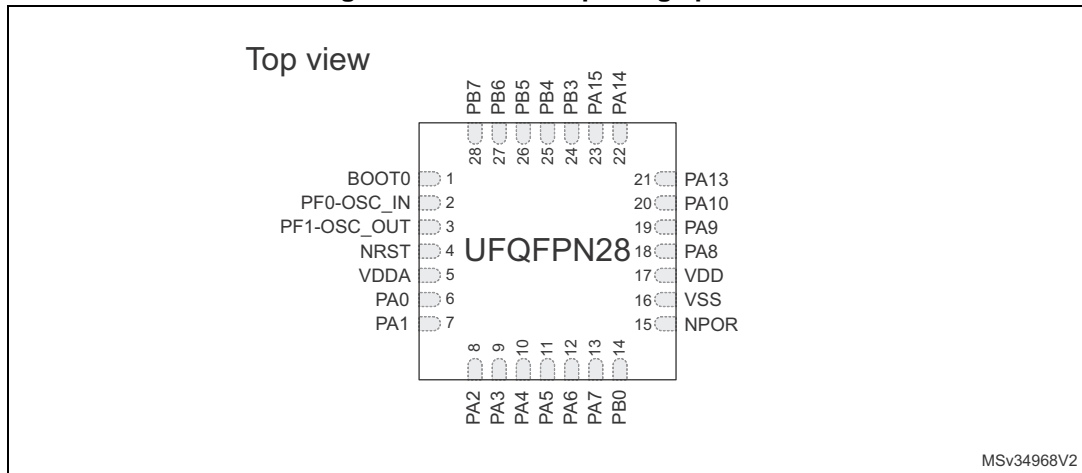 Top view
PB7
PB6
PB5
PB4
PB3
PA15
PA14
28
27
26
25
24
23
22
BOOT0 1
PF0-OSC_IN 2
PF1-OSC_OUT 3
NRST 4
VDDA 5
PA0 6
PA1 7
UFQFPN28
21 PA13
20 PA10
19 PA9
18 PA8
17 VDD
16 VSS
15 NPOR
8
9
10
11
12
13
14
PA2
PA3
PA4
PA5
PA6
PA7
PB0
MSv34968V2